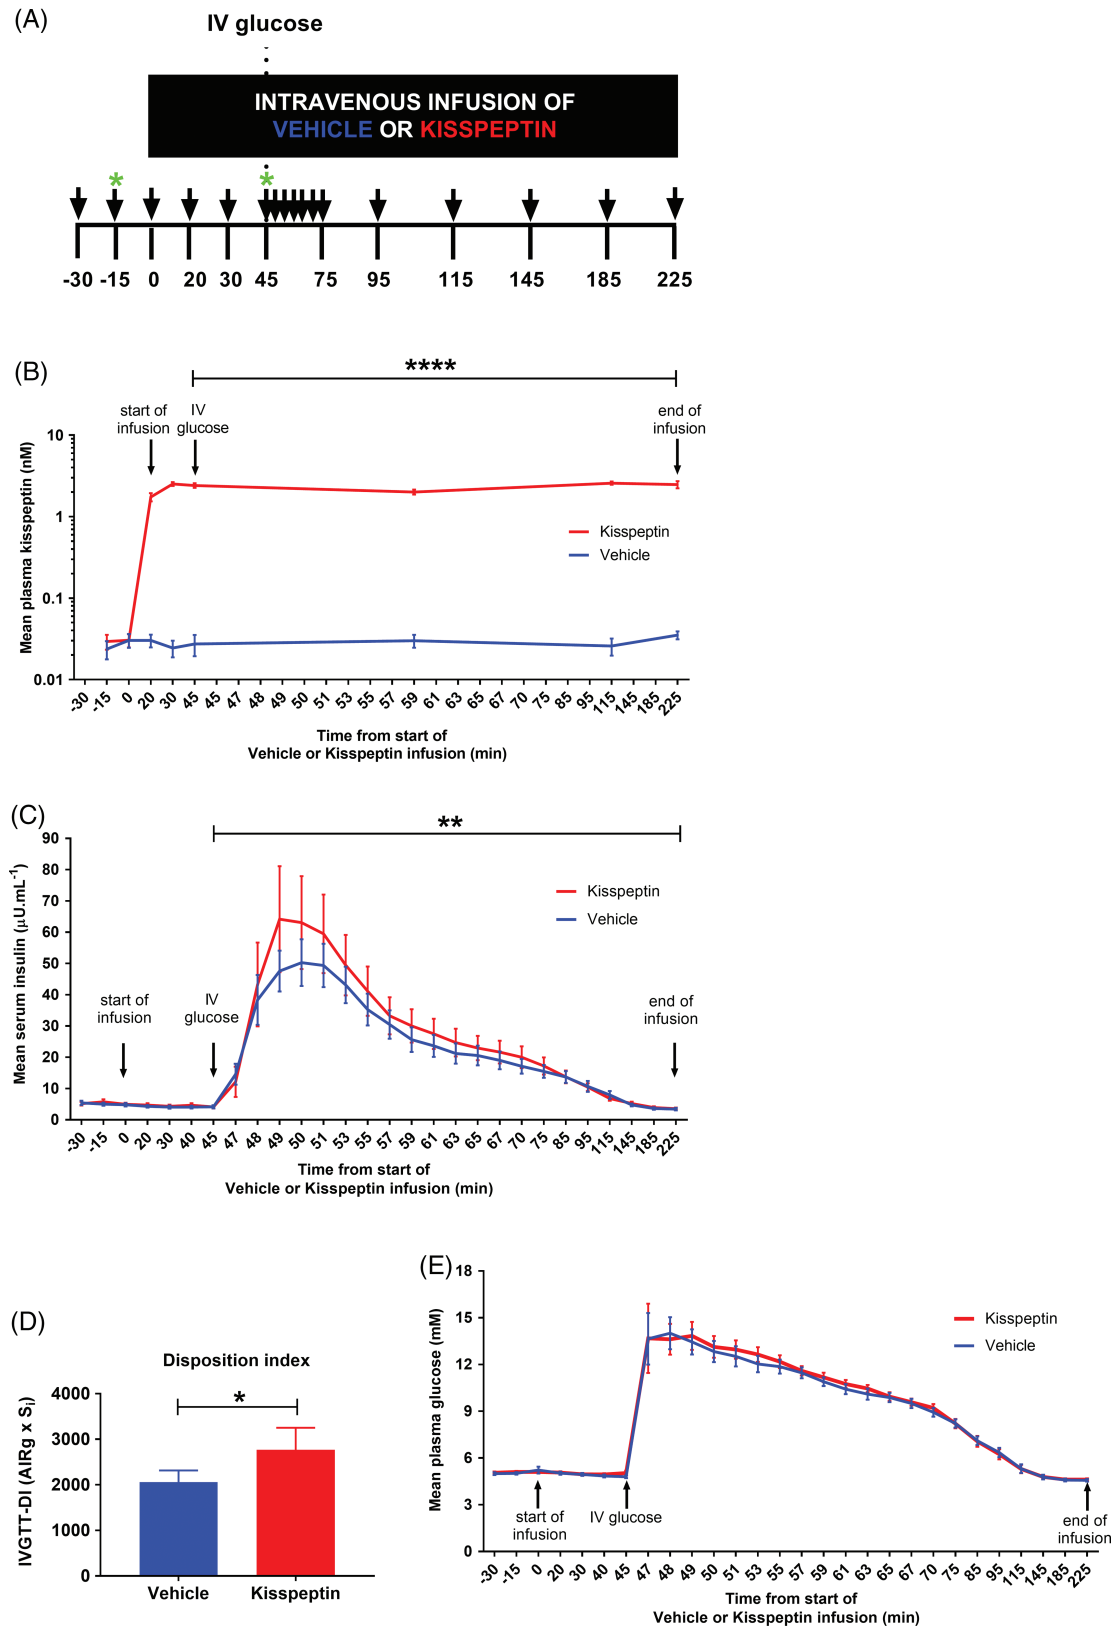 (A)
IV glucose
INTRAVENOUS INFUSION OF
VEHICLE OR KISSPEPTIN
* *
-30 -15 0 20 30 45 75 95 115 145 185 225
(B)
****
start of
infusion
IV
glucose
end of
infusion
Mean plasma kisspeptin (nM)
10
1
0.1
0.01
Kisspeptin
Vehicle
-30 -15 0 20 30 45 45 47 48 49 50 51 53 55 57 59 61 63 65 67 70 75 85 95 115 145 185 225
Time from start of
Vehicle or Kisspeptin infusion (min)
(C)
**
Mean serum insulin (μU.mL-1)
90
80
70
60
50
40
30
20
10
0
Kisspeptin
Vehicle
start of
infusion
IV
glucose
end of
infusion
-30 -15 0 20 30 40 45 47 48 49 50 51 53 55 57 59 61 63 65 67 70 75 85 95 115 145 185 225
Time from start of
Vehicle or Kisspeptin infusion (min)
(D)
Disposition index
*
IVGTT-DI (AIRg x Si)
4000
3000
2000
1000
0
Vehicle
Kisspeptin
(E)
Mean plasma glucose (mM)
18
15
12
9
6
3
0
Kisspeptin
Vehicle
start of
infusion
IV glucose
end of
infusion
-30 -15 0 20 30 40 45 47 48 49 50 51 53 55 57 59 61 63 65 67 70 75 85 95 115 145 185 225
Time from start of
Vehicle or Kisspeptin infusion (min)